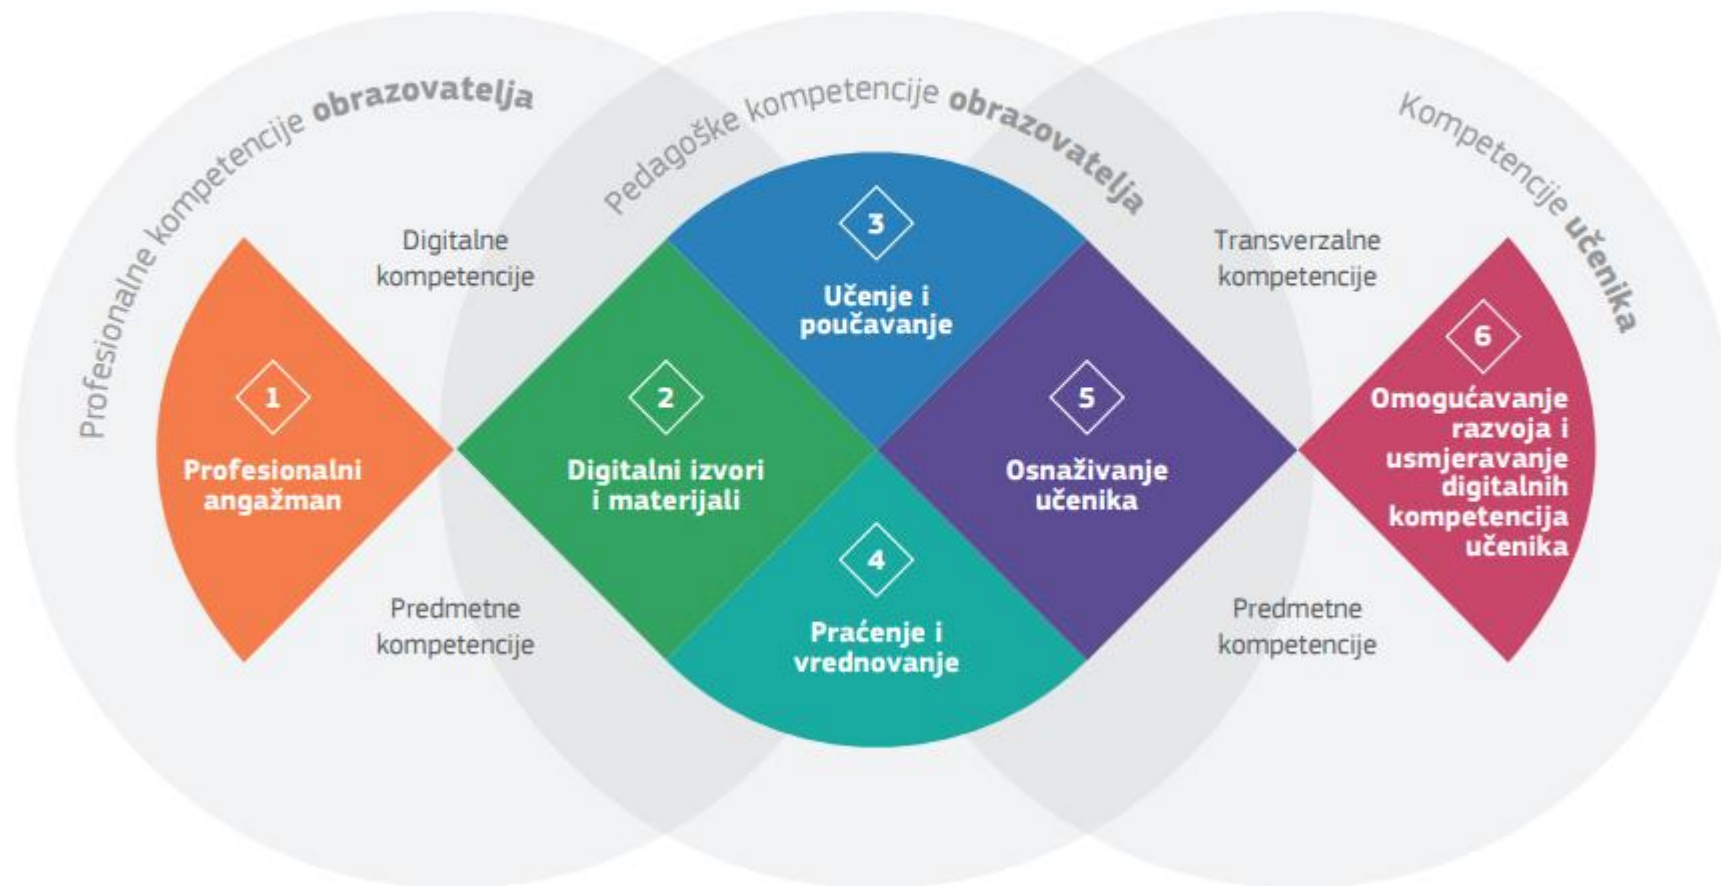 Profesionalne kompetencije obrazovatelja
Pedagoške kompetencije obrazovatelja
Kompetencije učenika
Digitalne
kompetencije
Transverzalne
kompetencije
1
Profesionalni
angažman
2
Digitalni izvori
i materijali
3
Učenje i
poučavanje
4
Praćenje i
vrednovanje
5
Osnaživanje
učenika
6
Omogućavanje
razvoja i
usmjeravanje
digitalnih
kompetencija
učenika
Predmetne
kompetencije
Predmetne
kompetencije